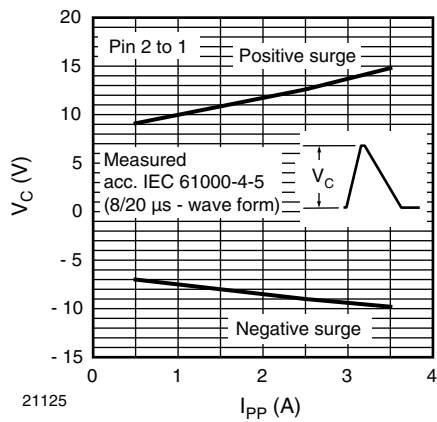 20
15
10
5
0
- 5
- 10
- 15
V_C (V)
Pin 2 to 1
Positive surge
Measured
acc. IEC 61000-4-5
(8/20 µs - wave form)
V_C
Negative surge
0 1 2 3 4
21125
I_PP (A)